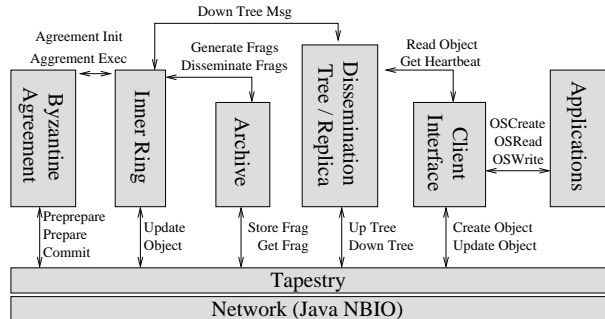 Down Tree Msg
Agreement Init
Aggrement Exec
Generate Frags
Disseminate Frags
Read Object
Get Heartbeat
Byzantine
Agreement
Inner Ring
Archive
Dissemination
Tree / Replica
Client
Interface
Applications
OSCreate
OSRead
OSWrite
Preprepare
Prepare
Commit
Update
Object
Store Frag
Get Frag
Up Tree
Down Tree
Create Object
Update Object
Tapestry
Network (Java NBIO)